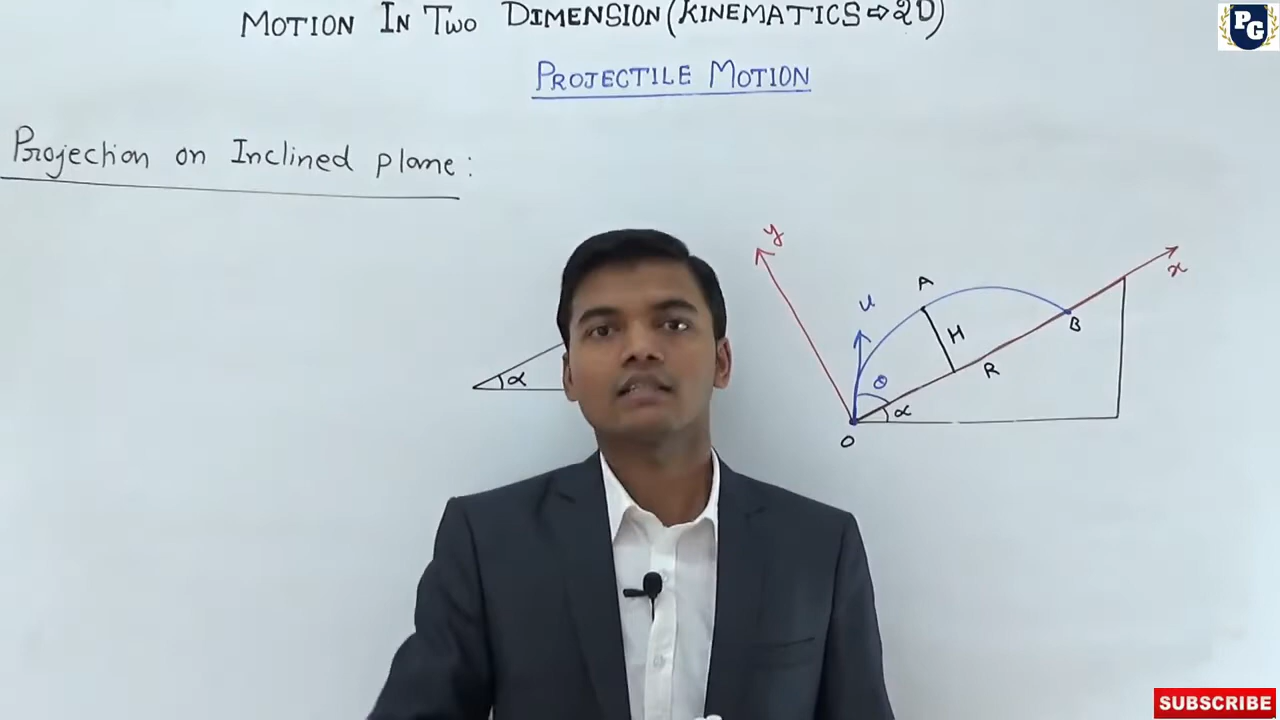 MOTION IN TWO DIMENSION (KINEMATICS ⇨ 2D)
PG
PROJECTILE MOTION
Projection on Inclined plane:
y
x
A
u
H
B
θ
R
α
α
O
SUBSCRIBE